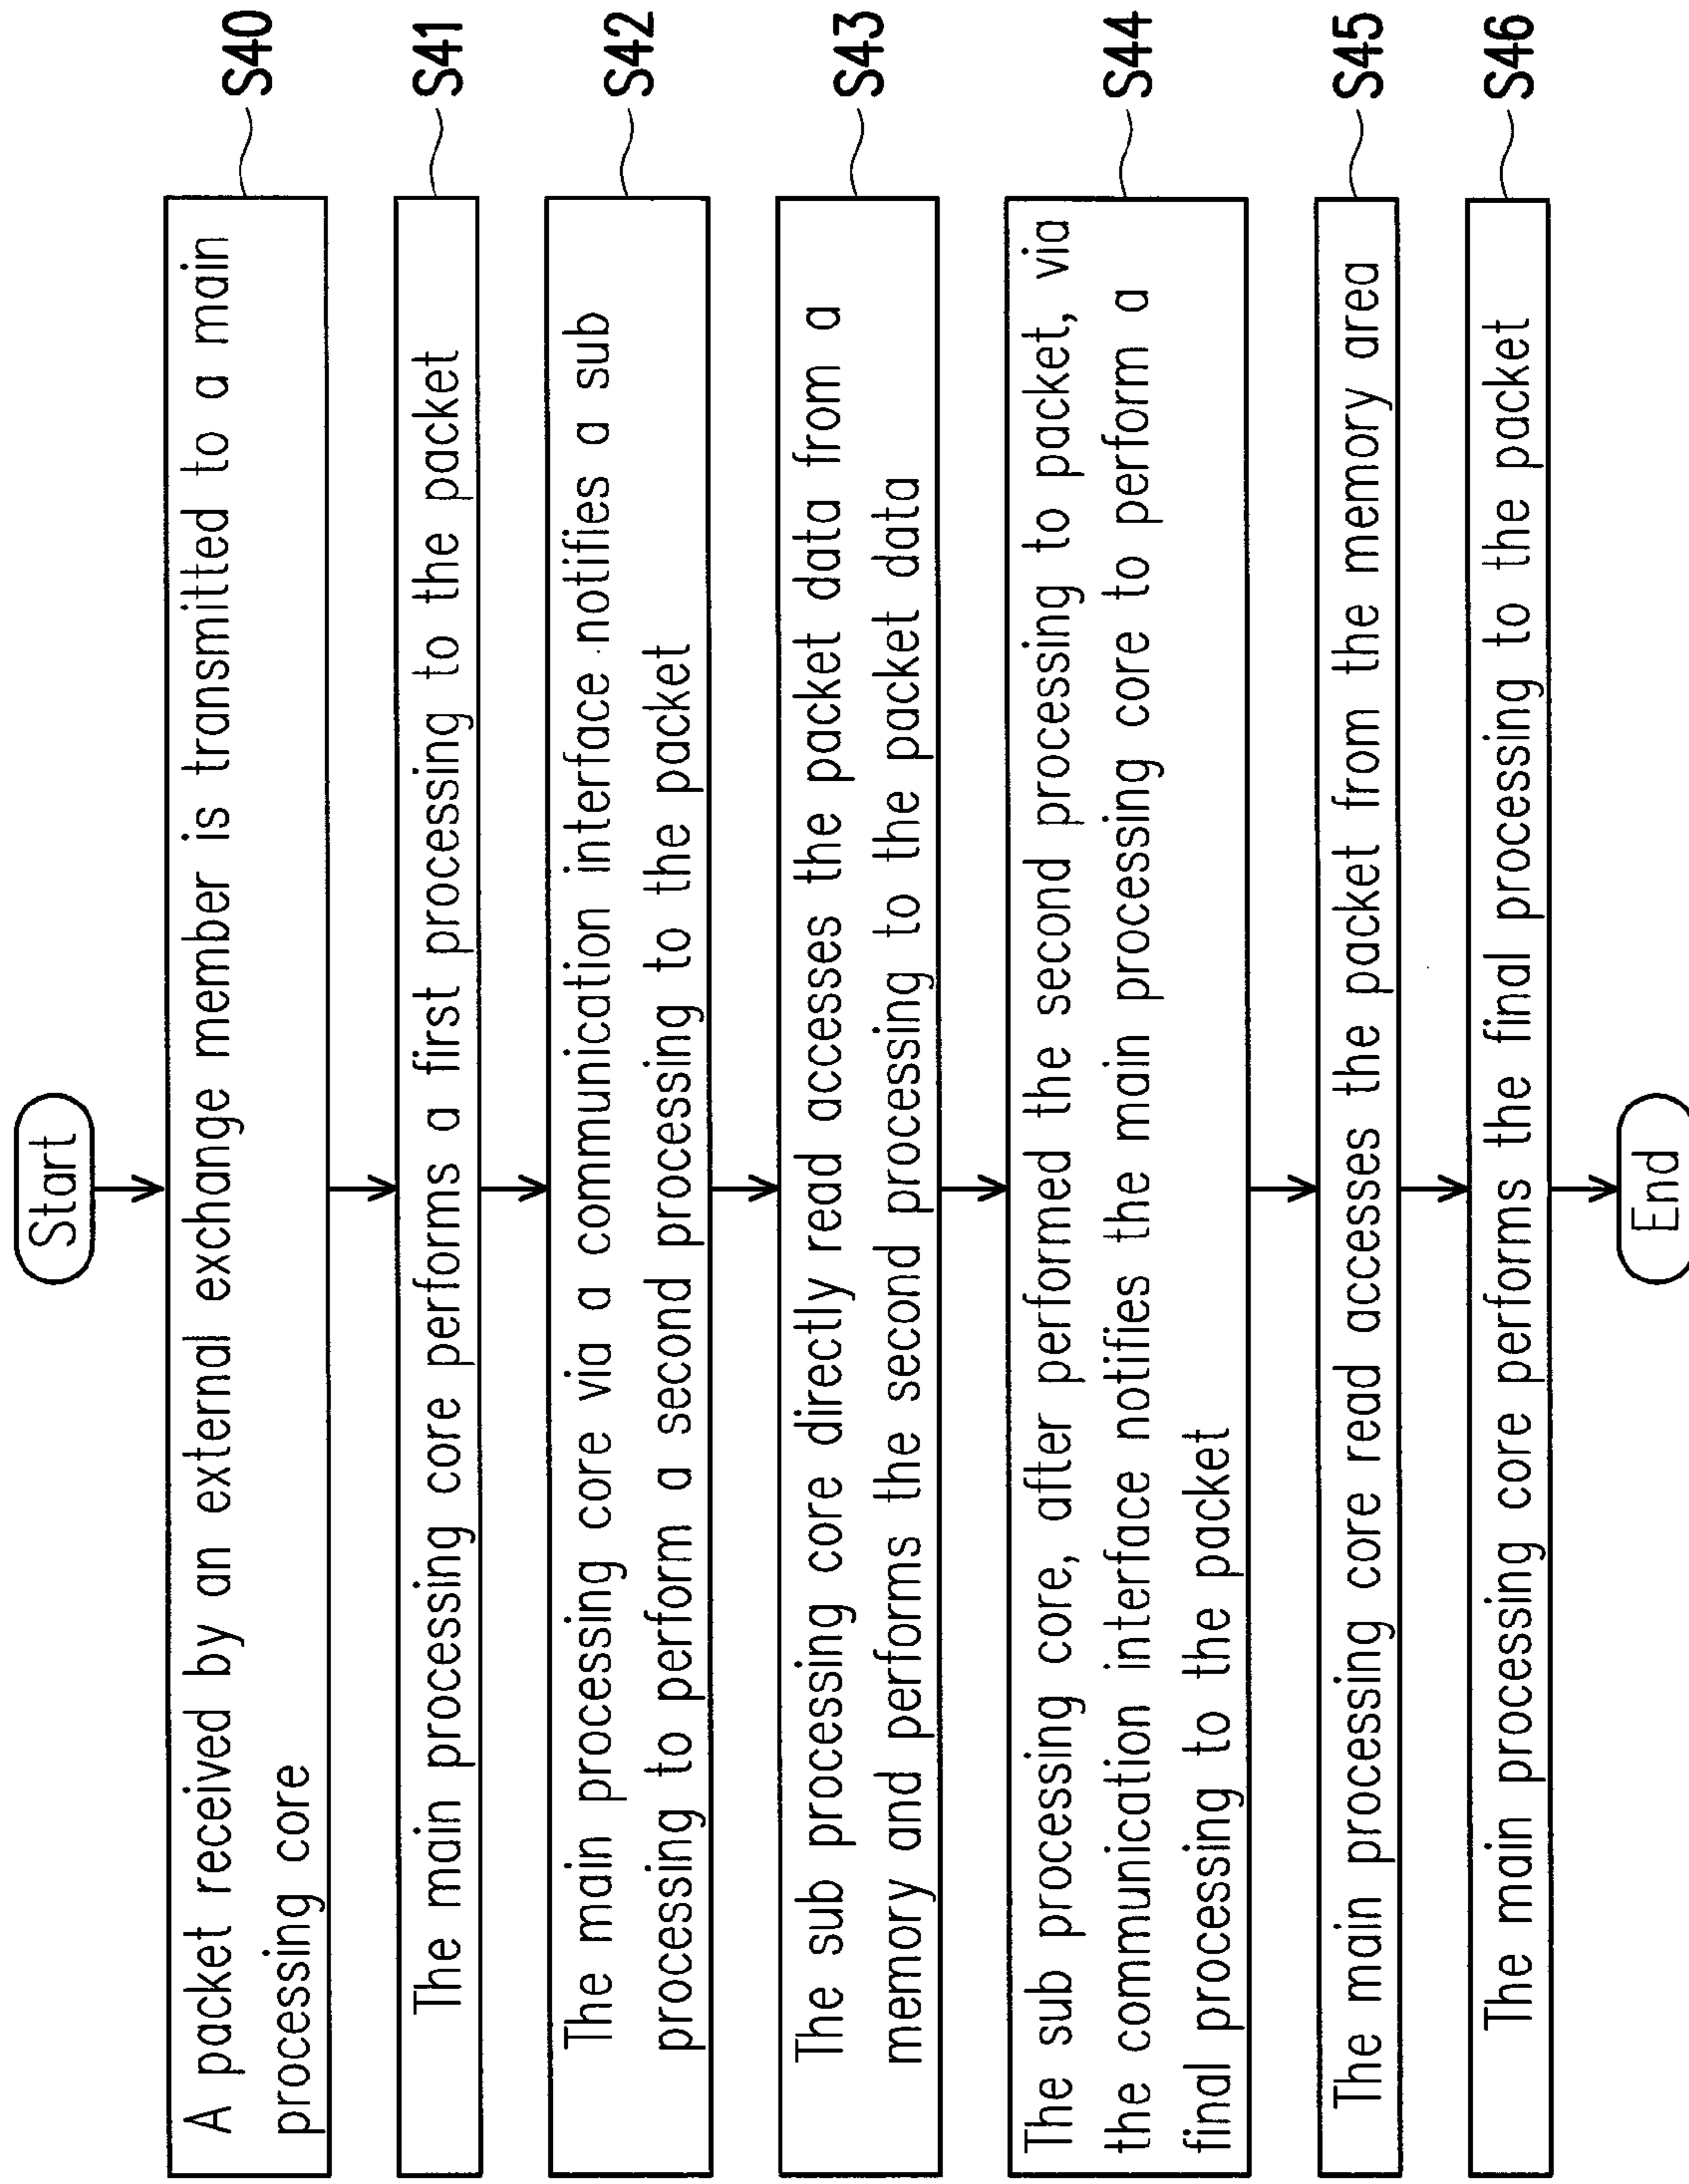 Start
A packet received by an external exchange member is transmitted to a main
processing core
S40
The main processing core performs a first processing to the packet
S41
The main processing core via a communication interface notifies a sub
processing to perform a second processing to the packet
S42
The sub processing core directly read accesses the packet data from a
memory and performs the second processing to the packet data
S43
The sub processing core, after performed the second processing to packet, via
the communication interface notifies the main processing core to perform a
final processing to the packet
S44
The main processing core read accesses the packet from the memory area
S45
The main processing core performs the final processing to the packet
S46
End